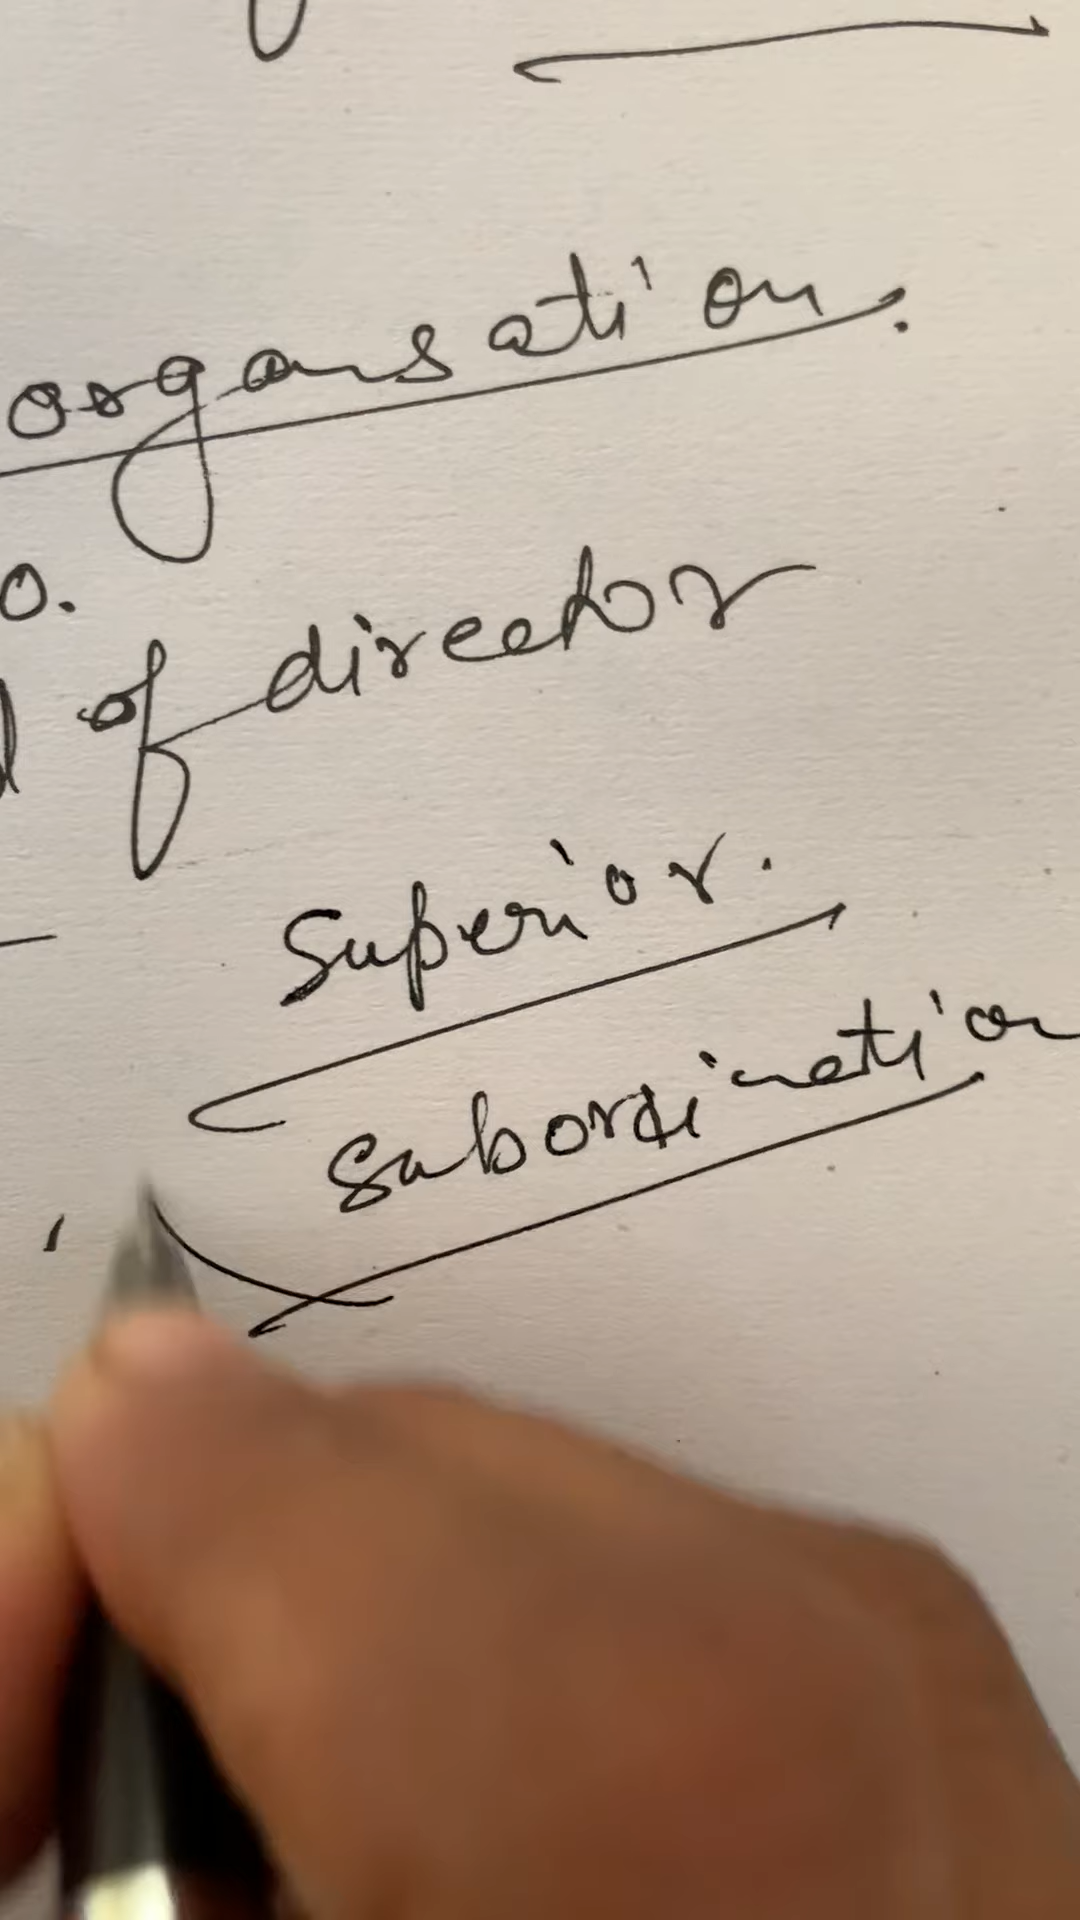 organsation.
o.
of director
Superior.
Subordination